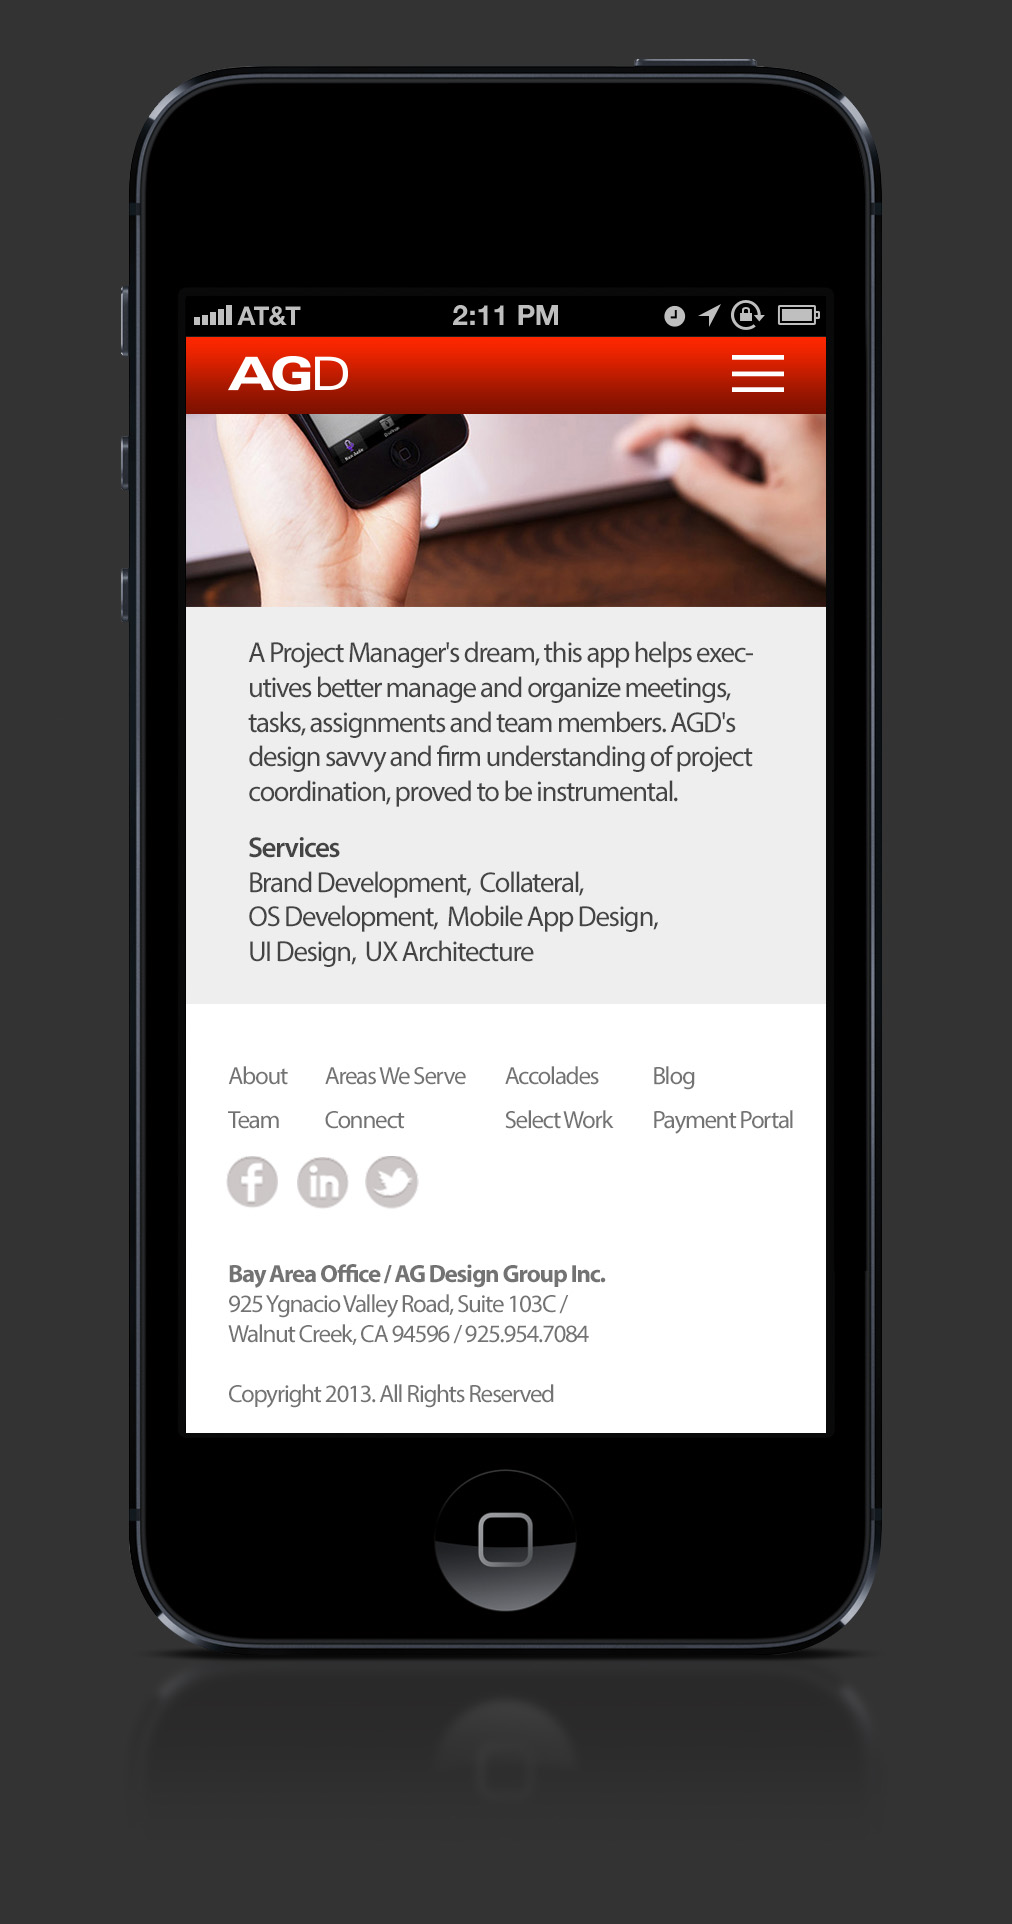 AT&T 2:11 PM
AGD
A Project Manager's dream, this app helps exec-
utives better manage and organize meetings,
tasks, assignments and team members. AGD's
design savvy and firm understanding of project
coordination, proved to be instrumental.
Services
Brand Development, Collateral,
OS Development, Mobile App Design,
UI Design, UX Architecture
About Areas We Serve Accolades Blog
Team Connect Select Work Payment Portal
f in
Bay Area Office / AG Design Group Inc.
925 Ygnacio Valley Road, Suite 103C /
Walnut Creek, CA 94596 / 925.954.7084
Copyright 2013. All Rights Reserved